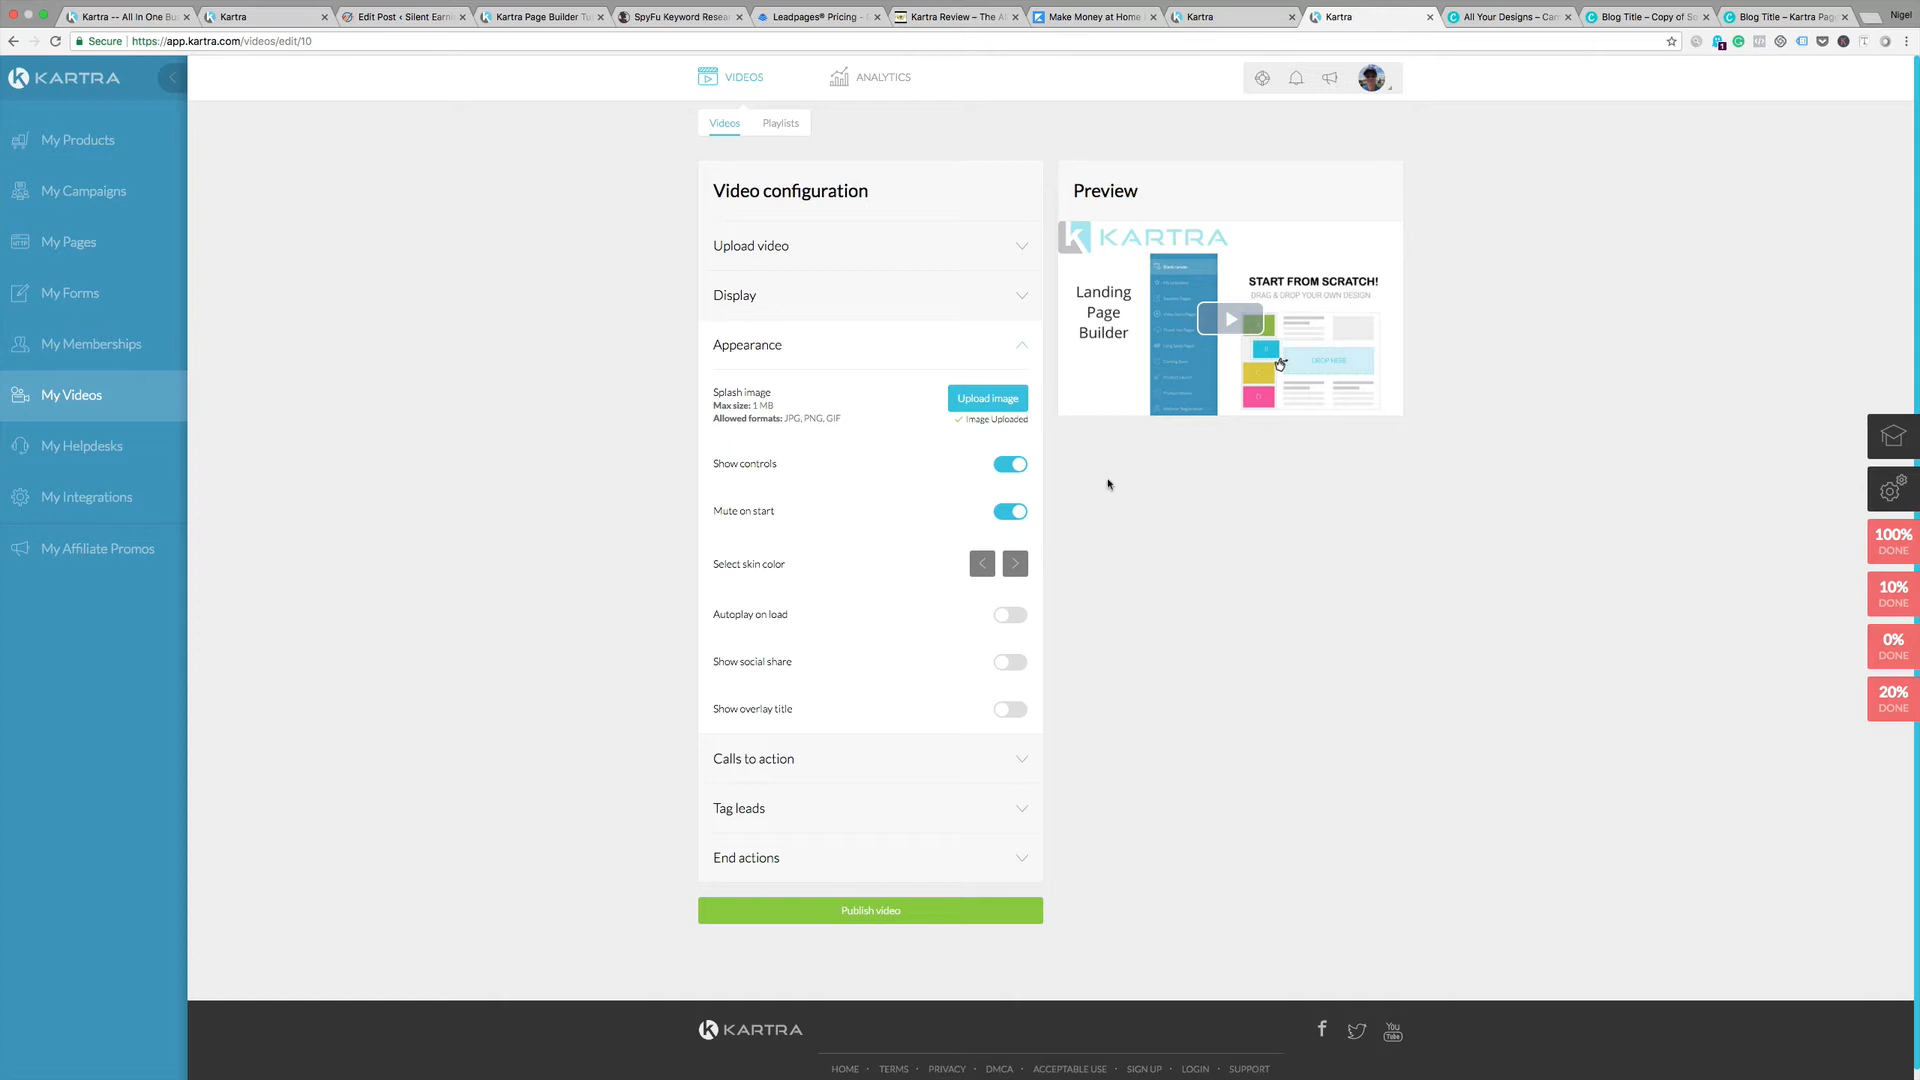 Kartra -- All In One Bu
Kartra
Edit Post ‹ Silent Earni
Kartra Page Builder Tu
SpyFu Keyword Resea
Leadpages® Pricing -
Kartra Review – The A
Make Money at Home
Kartra
Kartra
All Your Designs – Can
Blog Title – Copy of So
Blog Title – Kartra Pag
Nigel
Secure
https://app.kartra.com/videos/edit/10
KARTRA
VIDEOS
ANALYTICS
Videos
Playlists
My Products
My Campaigns
My Pages
My Forms
My Memberships
My Videos
My Helpdesks
My Integrations
My Affiliate Promos
Video configuration
Upload video
Display
Appearance
Splash image
Max size: 1 MB
Allowed formats: JPG, PNG, GIF
Upload image
Image Uploaded
Show controls
Mute on start
Select skin color
Autoplay on load
Show social share
Show overlay title
Calls to action
Tag leads
End actions
Publish video
Preview
KARTRA
Landing
Page
Builder
START FROM SCRATCH!
DRAG & DROP YOUR OWN DESIGN
DROP HERE
100%
DONE
10%
DONE
0%
DONE
20%
DONE
KARTRA
You
Tube
HOME · TERMS · PRIVACY · DMCA · ACCEPTABLE USE · SIGN UP · LOGIN · SUPPORT